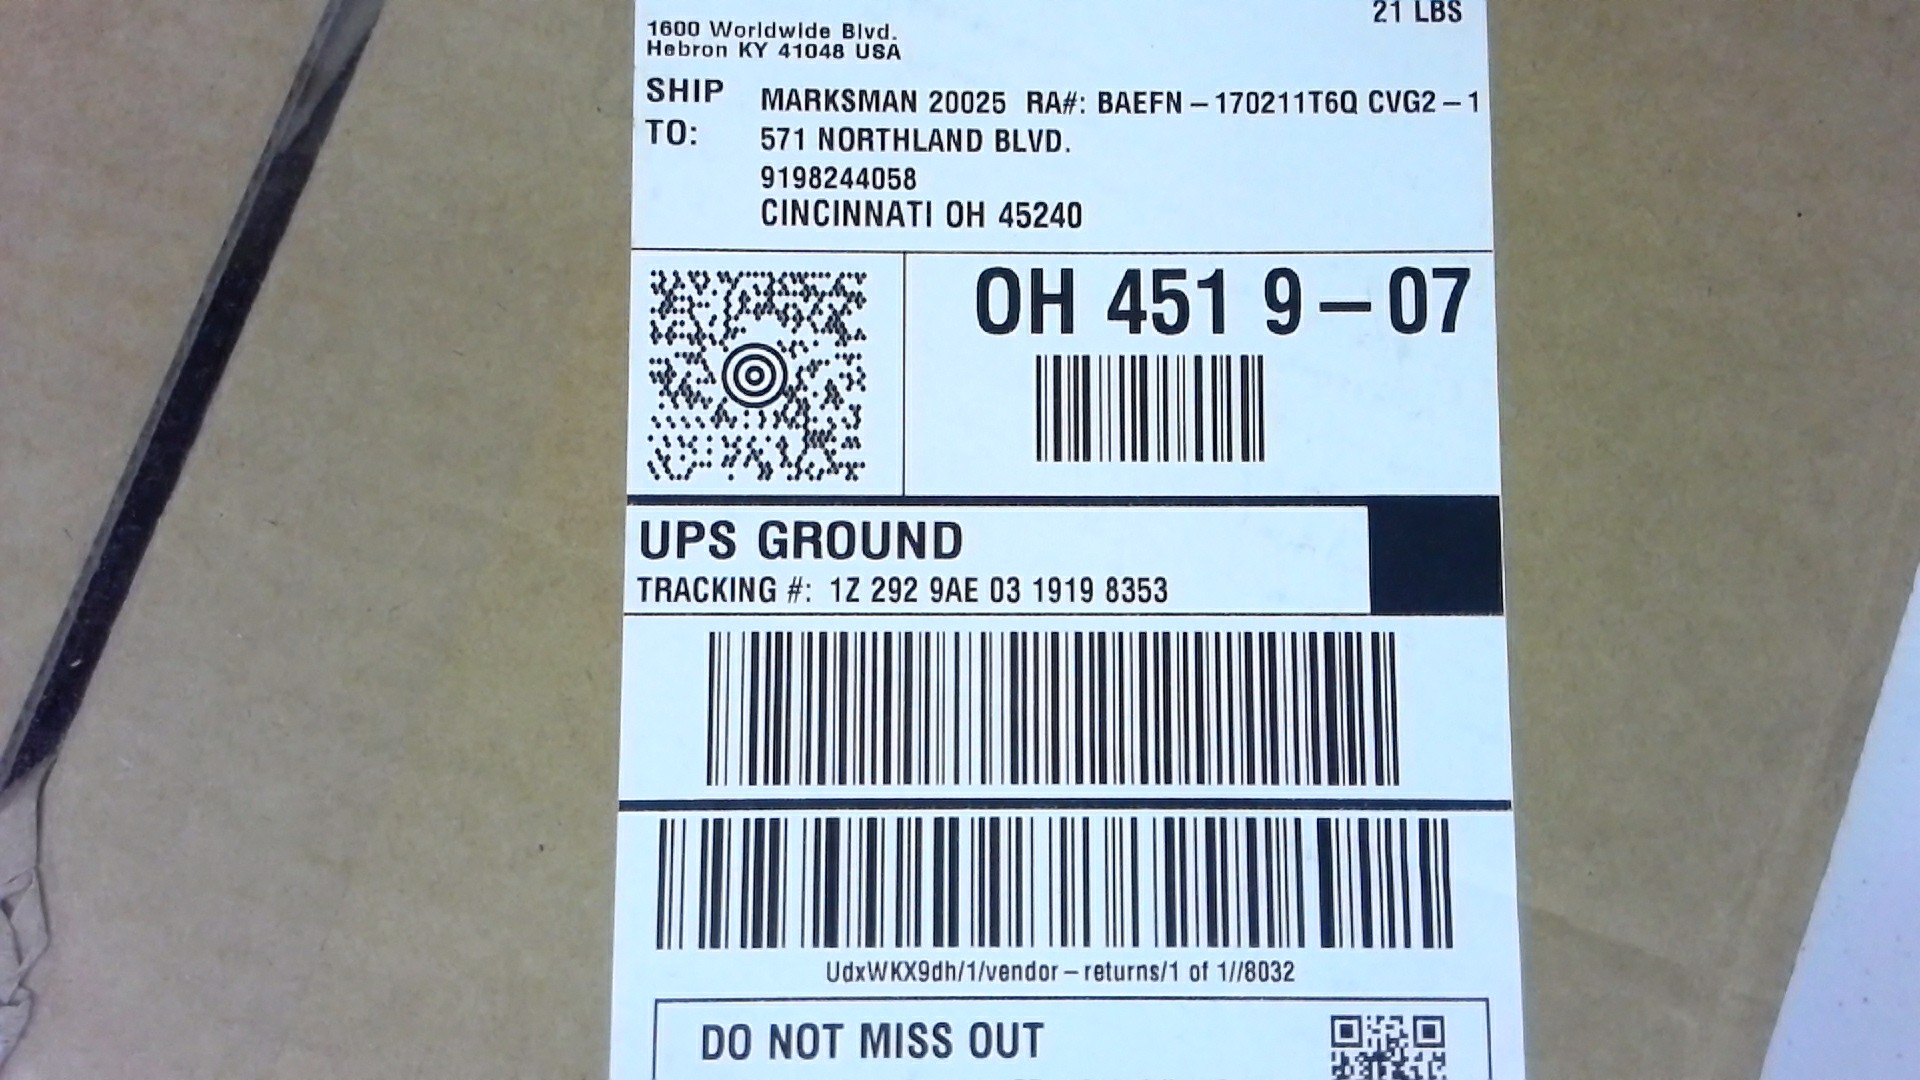 21 LBS
1600 Worldwide Blvd.
Hebron KY 41048 USA
SHIP TO:
MARKSMAN 20025 RA#: BAEFN-170211T6Q CVG2-1
571 NORTHLAND BLVD.
9198244058
CINCINNATI OH 45240
OH 451 9-07
UPS GROUND
TRACKING #: 1Z 292 9AE 03 1919 8353
UdxWKX9dh/1/vendor-returns/1 of 1//8032
DO NOT MISS OUT